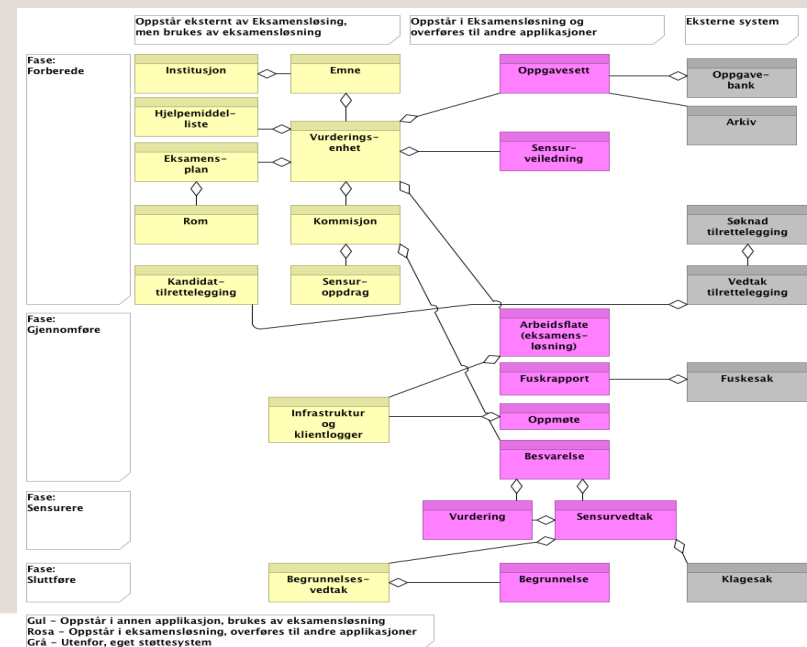 Oppstår eksternt av Eksamensløsing,
men brukes av eksamensløsning
Oppstår i Eksamensløsning og
overføres til andre applikasjoner
Eksterne system
Fase:
Forberede
Institusjon
Emne
Oppgavesett
Oppgave-
bank
Hjelpemiddel-
liste
Vurderings-
enhet
Arkiv
Eksamens-
plan
Sensur-
veiledning
Rom
Kommisjon
Søknad
tilrettelegging
Kandidat-
tilrettelegging
Sensur-
oppdrag
Vedtak
tilrettelegging
Fase:
Gjennomføre
Arbeidsflate
(eksamens-
løsning)
Fuskrapport
Fuskesak
Infrastruktur
og
klientlogger
Oppmøte
Besvarelse
Fase:
Sensurere
Vurdering
Sensurvedtak
Fase:
Sluttføre
Begrunnelses-
vedtak
Begrunnelse
Klagesak
Gul – Oppstår i annen applikasjon, brukes av eksamensløsning
Rosa – Oppstår i eksamensløsning, overføres til andre applikasjoner
Grå – Utenfor, eget støttesystem